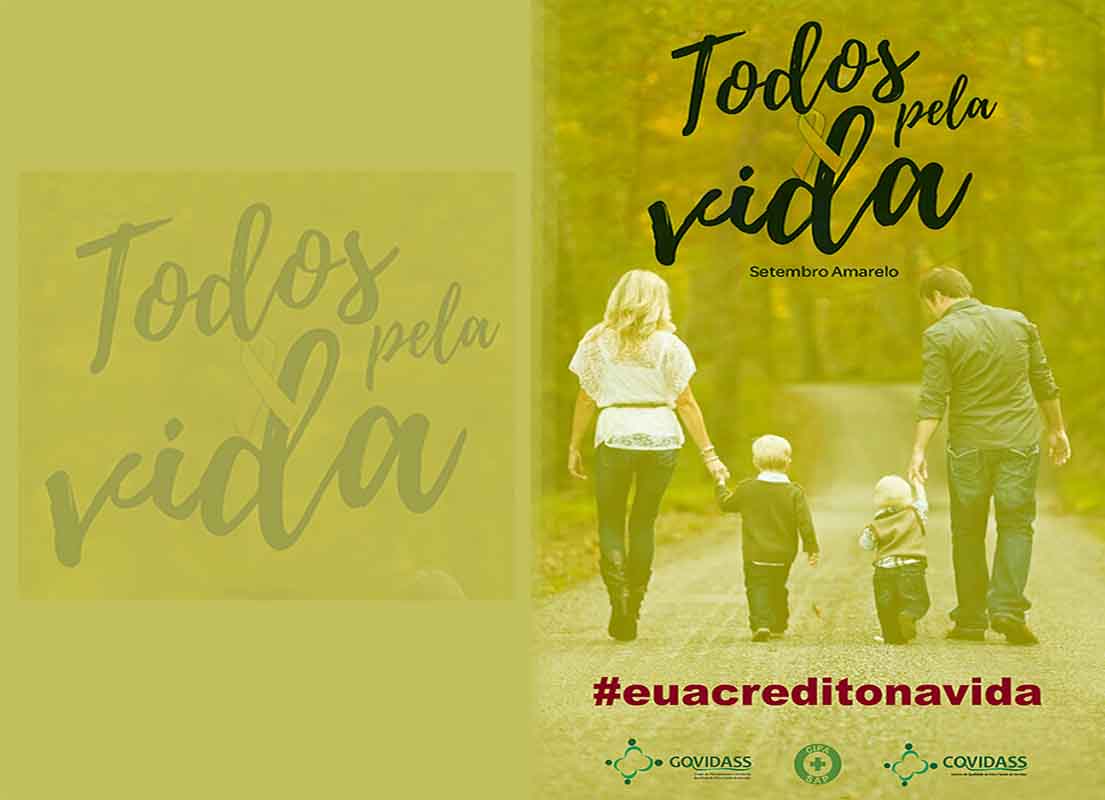 Todos
pela
vida
Todos
pela
vida
Setembro Amarelo
#euacreditonavida
GOVIDASS
CIPA
SAP
COVIDASS